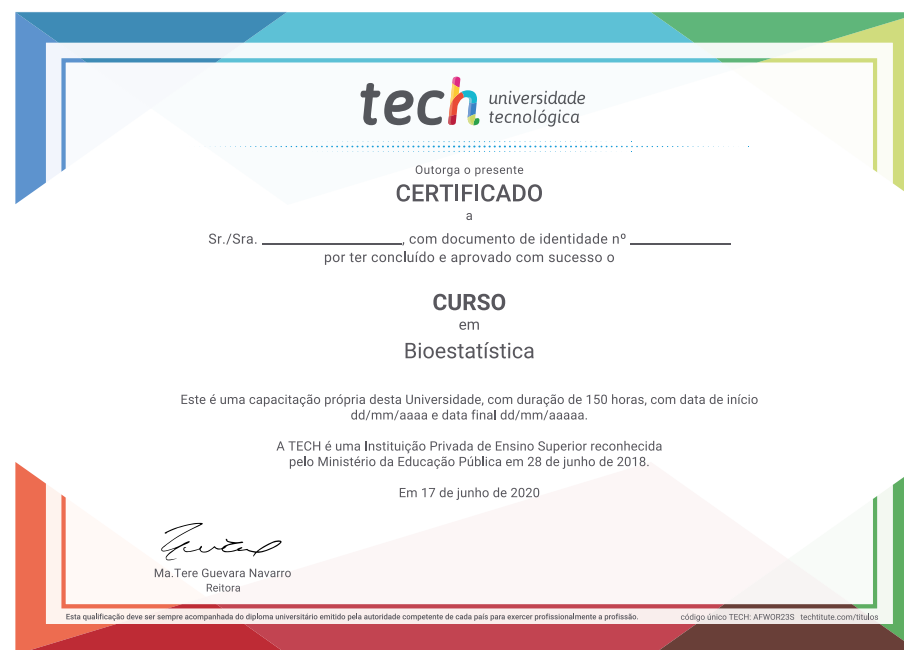 tech universidade
tecnológica
Outorga o presente
CERTIFICADO
a
Sr./Sra. ________________, com documento de identidade nº ________________
por ter concluído e aprovado com sucesso o
CURSO
em
Bioestatística
Este é uma capacitação própria desta Universidade, com duração de 150 horas, com data de início
dd/mm/aaaa e data final dd/mm/aaaaa.
A TECH é uma Instituição Privada de Ensino Superior reconhecida
pelo Ministério da Educação Pública em 28 de junho de 2018.
Em 17 de junho de 2020
Ma.Tere Guevara Navarro
Reitora
Esta qualificação deve ser sempre acompanhada do diploma universitário emitido pela autoridade competente de cada país para exercer profissionalmente a profissão.
código único TECH: AFWOR23S techtitute.com/titulos